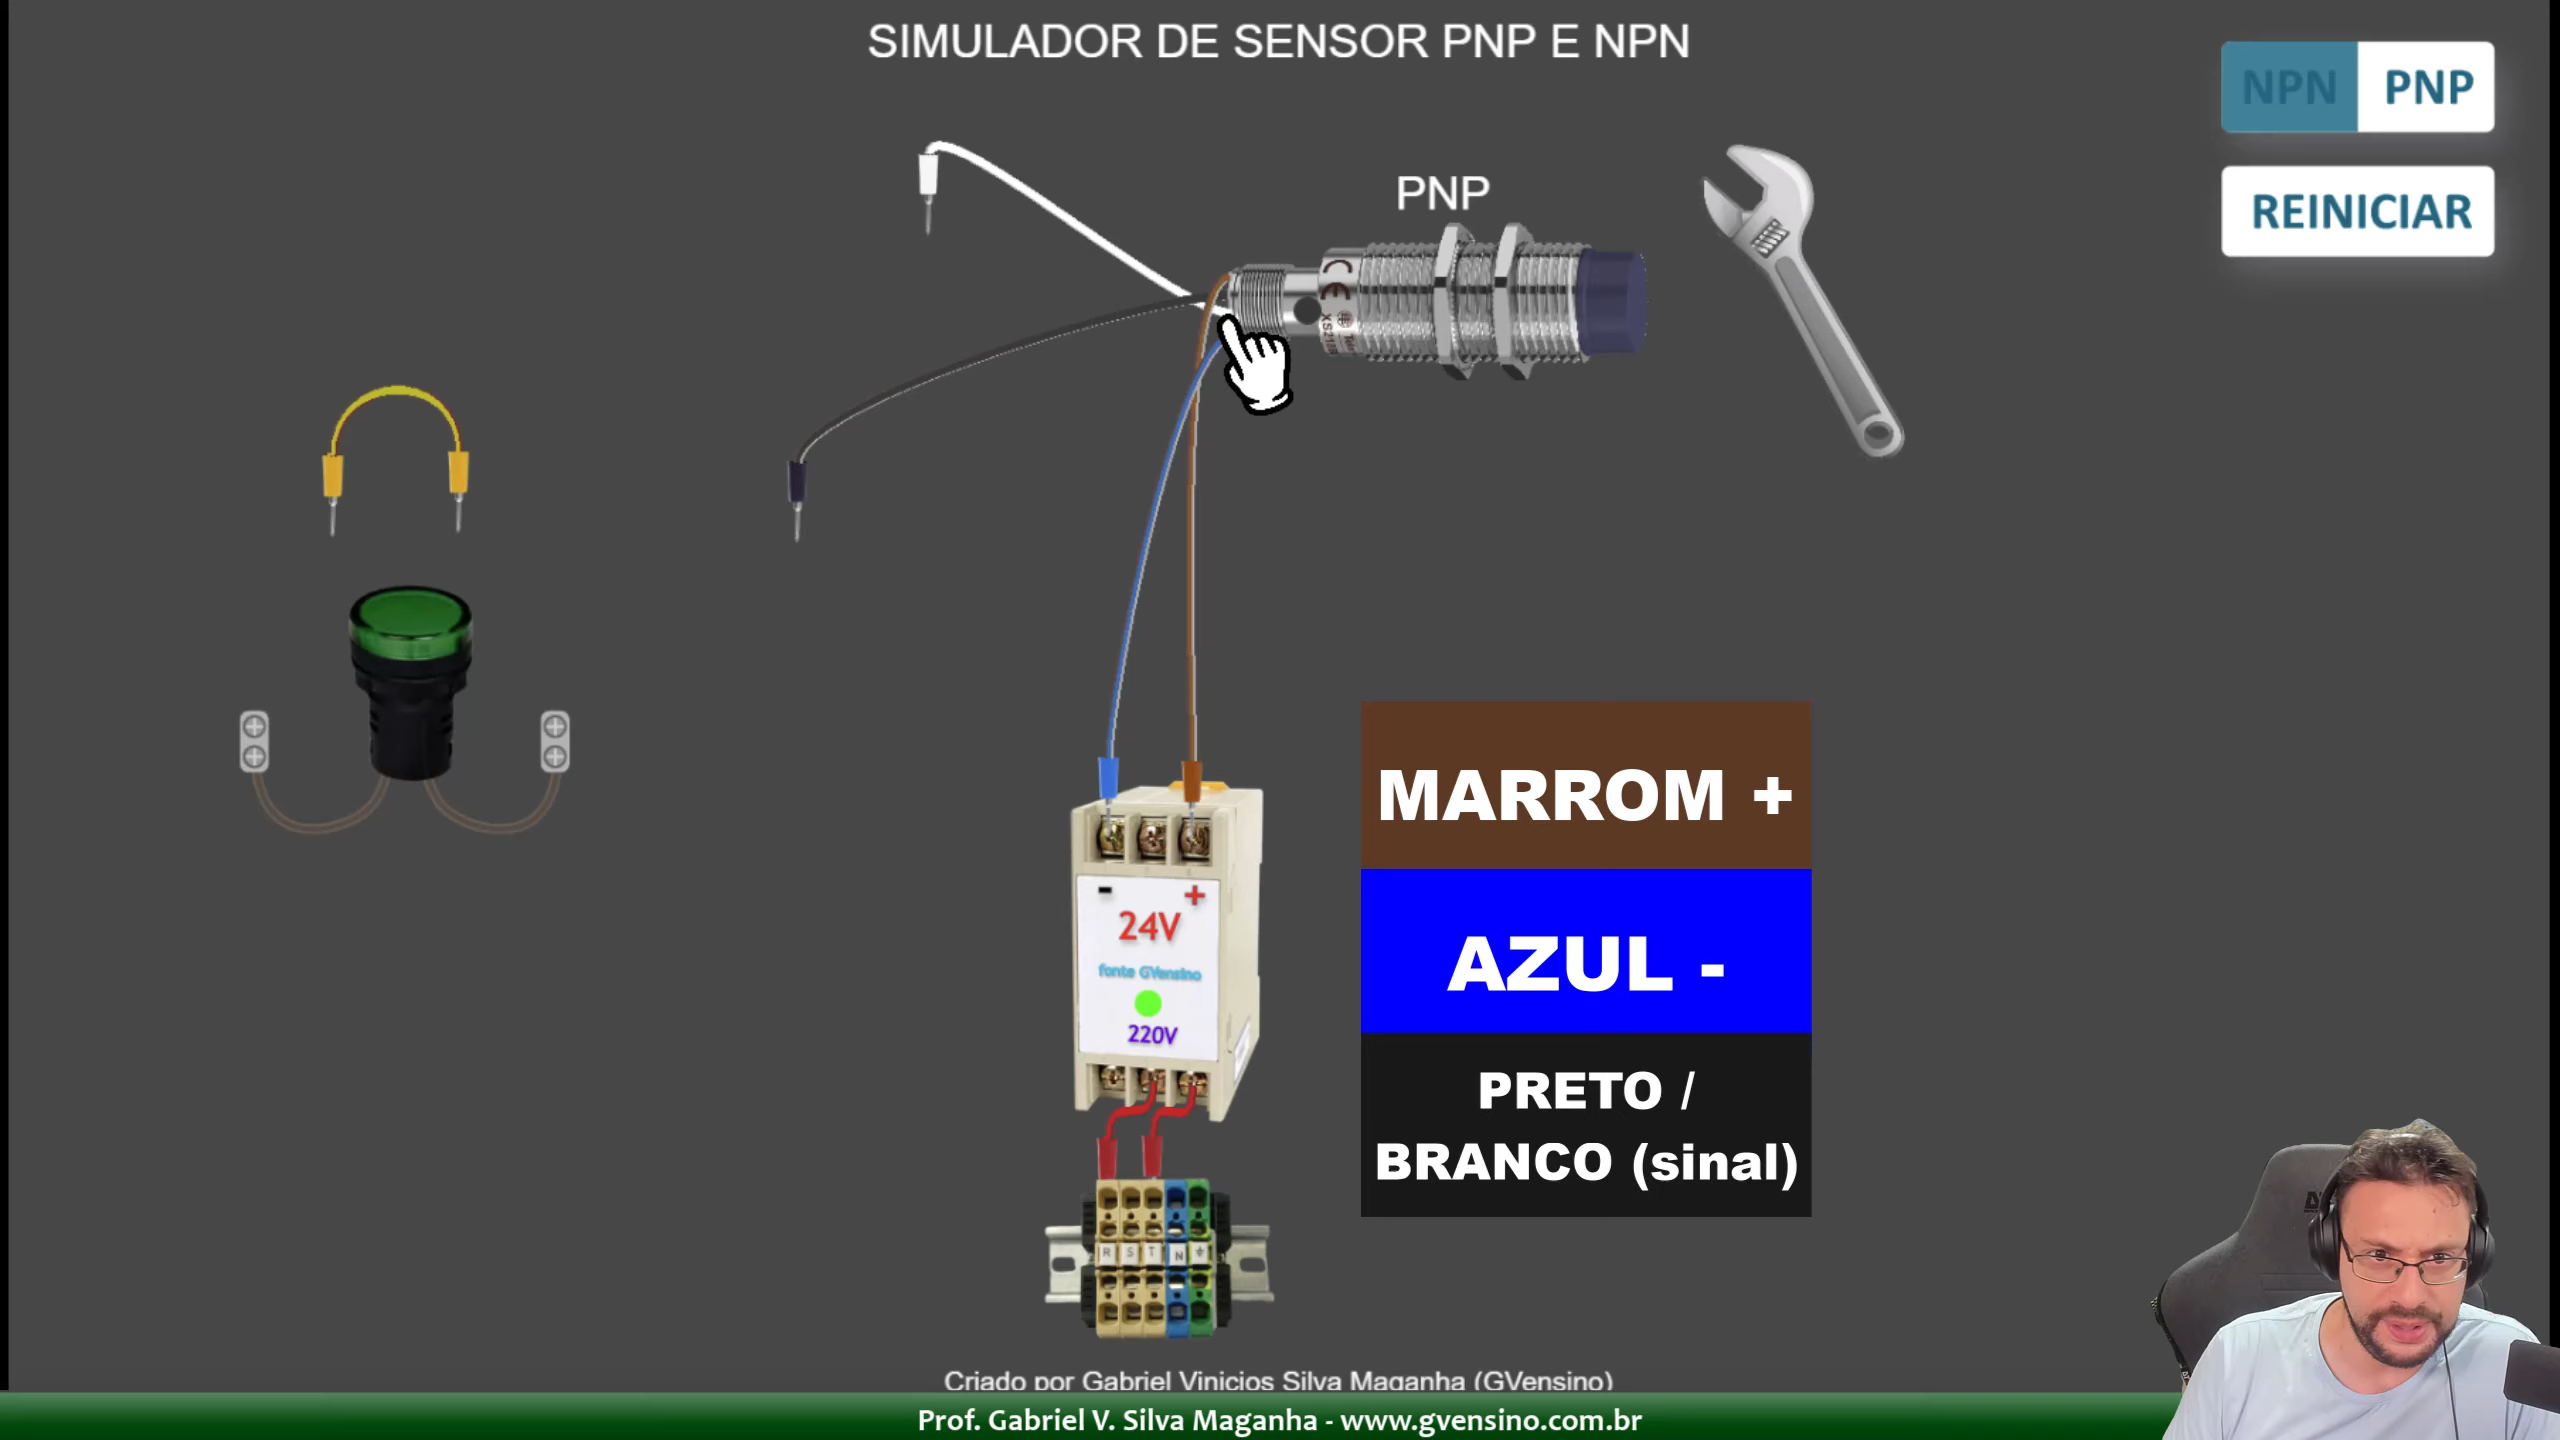 SIMULADOR DE SENSOR PNP E NPN
NPN
PNP
REINICIAR
PNP
CE
- +
24V
fonte GVensino
220V
R S T N
MARROM +
AZUL -
PRETO /
BRANCO (sinal)
Criado por Gabriel Vinicios Silva Maganha (GVensino)
Prof. Gabriel V. Silva Maganha - www.gvensino.com.br